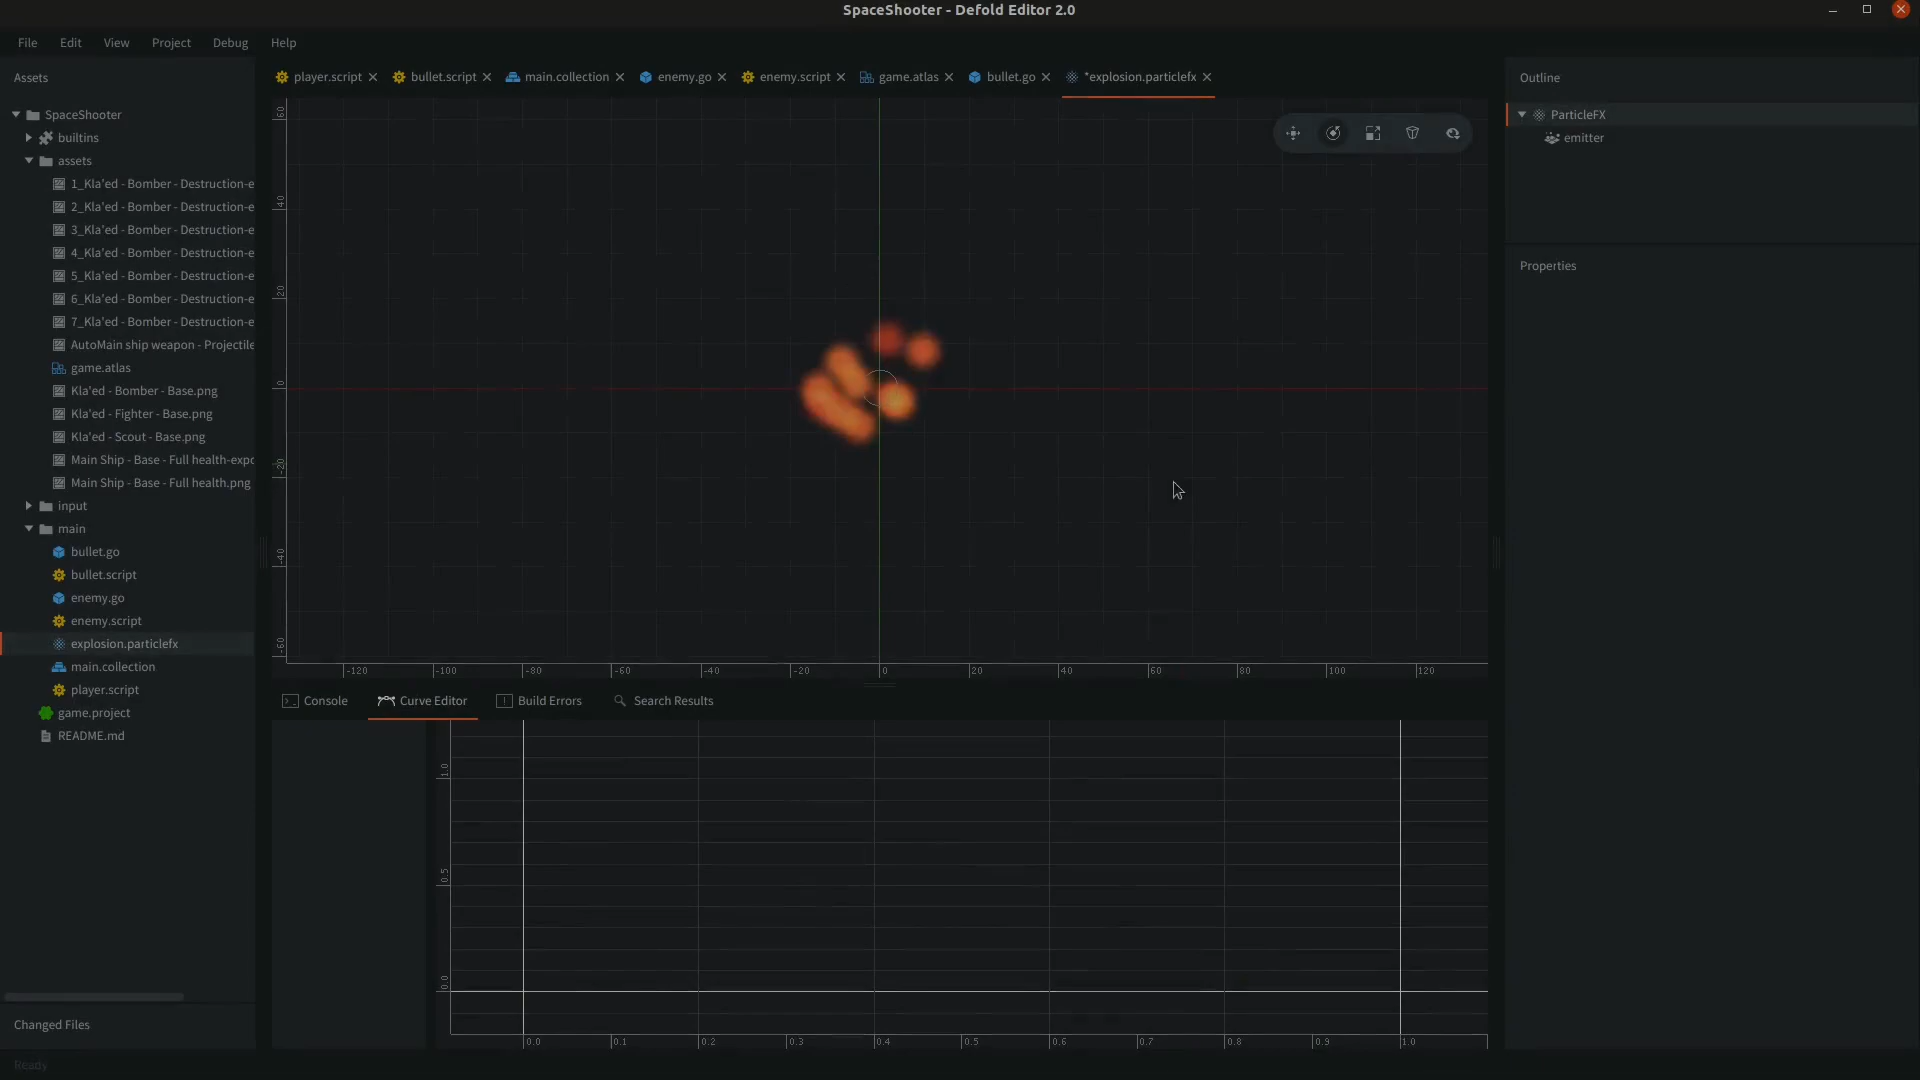 SpaceShooter - Defold Editor 2.0
File Edit View Project Debug Help
Assets
SpaceShooter
builtins
assets
1_Kla'ed - Bomber - Destruction-e
2_Kla'ed - Bomber - Destruction-e
3_Kla'ed - Bomber - Destruction-e
4_Kla'ed - Bomber - Destruction-e
5_Kla'ed - Bomber - Destruction-e
6_Kla'ed - Bomber - Destruction-e
7_Kla'ed - Bomber - Destruction-e
AutoMain ship weapon - Projectile
game.atlas
Kla'ed - Bomber - Base.png
Kla'ed - Fighter - Base.png
Kla'ed - Scout - Base.png
Main Ship - Base - Full health-expo
Main Ship - Base - Full health.png
input
main
bullet.go
bullet.script
enemy.go
enemy.script
explosion.particlefx
main.collection
player.script
game.project
README.md
Changed Files
Ready
player.script bullet.script main.collection enemy.go enemy.script game.atlas bullet.go *explosion.particlefx
60
40
20
0
-20
-40
-60
-120 -100 -80 -60 -40 -20 0 20 40 60 80 100 120
Console Curve Editor Build Errors Search Results
1.0
0.5
0.0
0.0 0.1 0.2 0.3 0.4 0.5 0.6 0.7 0.8 0.9 1.0
Outline
ParticleFX
emitter
Properties